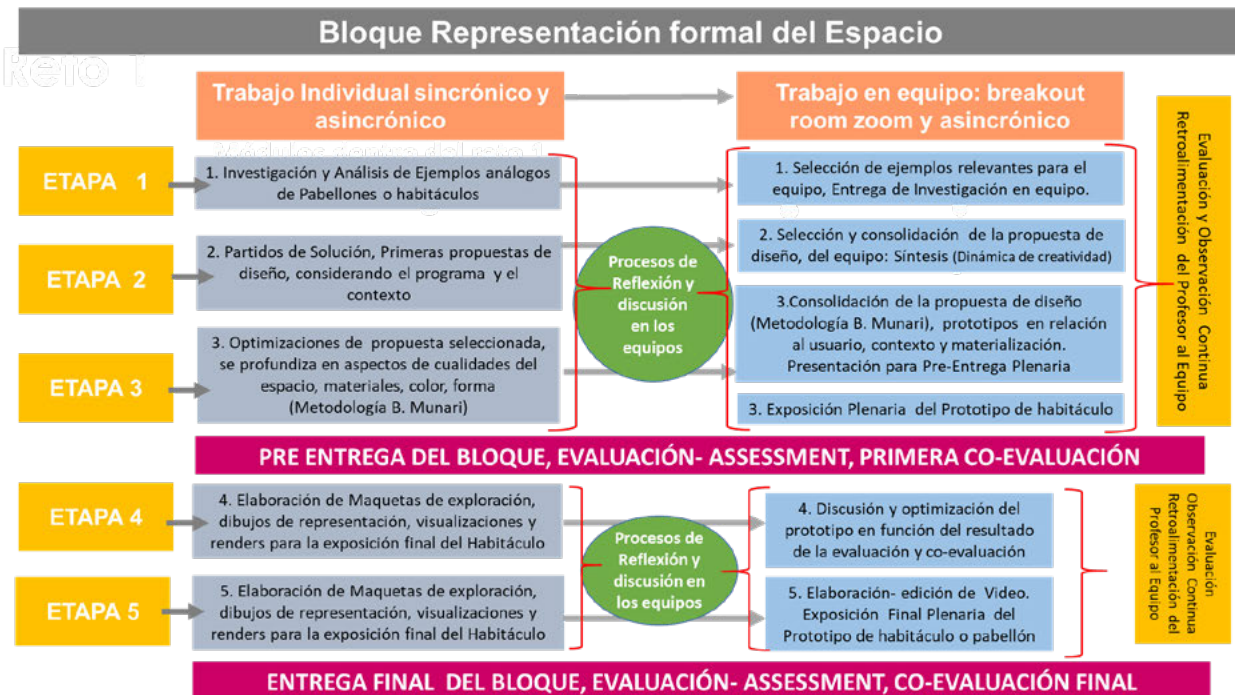 Bloque Representación formal del Espacio
Reto 1
Trabajo Individual sincrónico y
asincrónico
Trabajo en equipo: breakout
room zoom y asincrónico
Módulos dentro del reto 1
ETAPA 1
1. Investigación y Análisis de Ejemplos análogos
de Pabellones o habitáculos
1. Selección de ejemplos relevantes para el
equipo, Entrega de Investigación en equipo.
ETAPA 2
2. Partidos de Solución, Primeras propuestas de
diseño, considerando el programa y el
contexto
2. Selección y consolidación de la propuesta de
diseño, del equipo: Síntesis (Dinámica de creatividad)
Procesos de
Reflexión y
discusión
en los
equipos
ETAPA 3
3. Optimizaciones de propuesta seleccionada,
se profundiza en aspectos de cualidades del
espacio, materiales, color, forma
(Metodología B. Munari)
3.Consolidación de la propuesta de diseño
(Metodología B. Munari), prototipos en relación
al usuario, contexto y materialización.
Presentación para Pre-Entrega Plenaria
3. Exposición Plenaria del Prototipo de habitáculo
Evaluación y Observación Continua
Retroalimentación del Profesor al Equipo
PRE ENTREGA DEL BLOQUE, EVALUACIÓN- ASSESSMENT, PRIMERA CO-EVALUACIÓN
ETAPA 4
4. Elaboración de Maquetas de exploración,
dibujos de representación, visualizaciones y
renders para la exposición final del Habitáculo
4. Discusión y optimización del
prototipo en función del resultado
de la evaluación y co-evaluación
Procesos de
Reflexión y
discusión en
los equipos
ETAPA 5
5. Elaboración de Maquetas de exploración,
dibujos de representación, visualizaciones y
renders para la exposición final del Habitáculo
5. Elaboración- edición de Video.
Exposición Final Plenaria del
Prototipo de habitáculo o pabellón
Evaluación
Observación Continua
Retroalimentación del
Profesor al Equipo
ENTREGA FINAL DEL BLOQUE, EVALUACIÓN- ASSESSMENT, CO-EVALUACIÓN FINAL